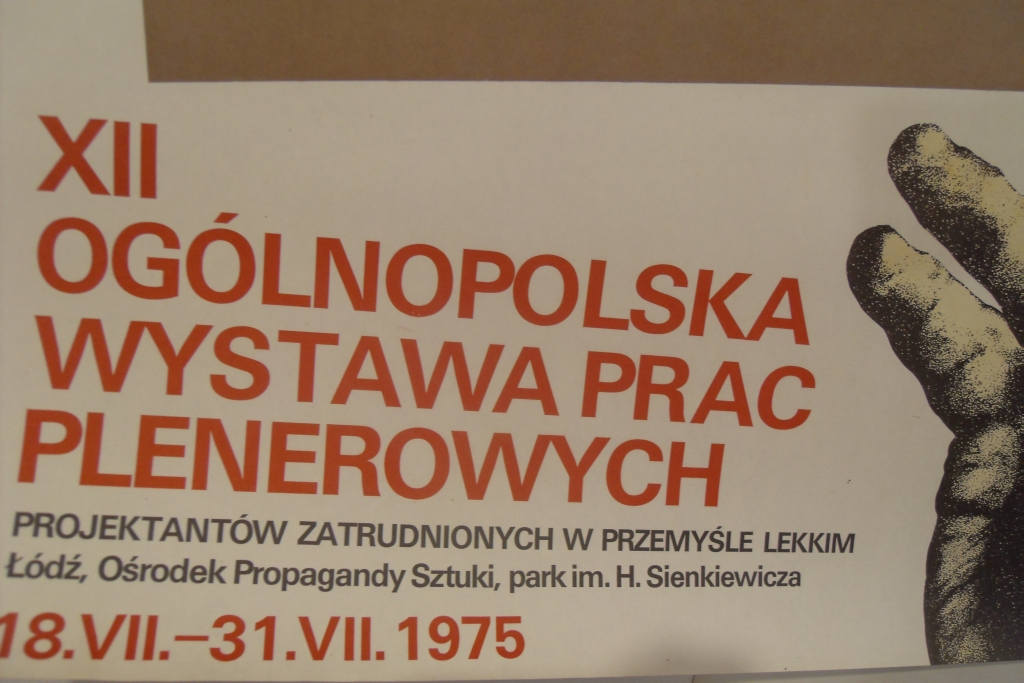 XII
OGÓLNOPOLSKA
WYSTAWA PRAC
PLENEROWYCH
PROJEKTANTÓW ZATRUDNIONYCH W PRZEMYŚLE LEKKIM
Łódź, Ośrodek Propagandy Sztuki, park im. H. Sienkiewicza
18.VII.–31.VII. 1975